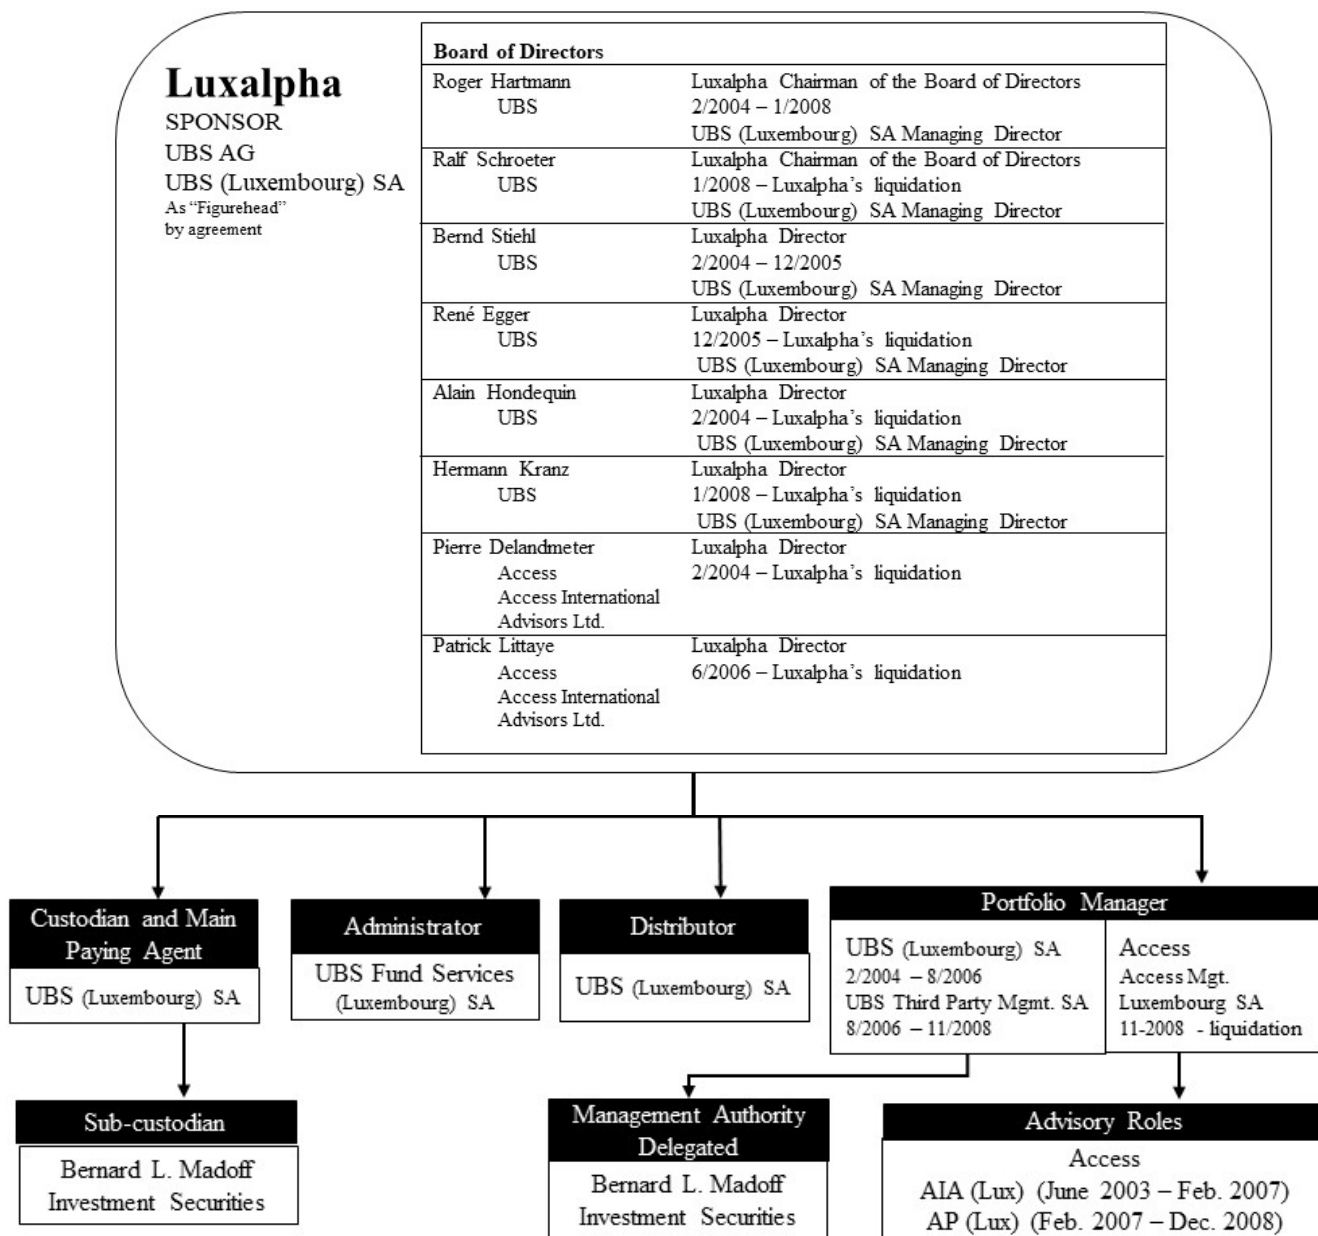 Luxalpha
SPONSOR
UBS AG
UBS (Luxembourg) SA
As “Figurehead”
by agreement
Board of Directors
Roger Hartmann Luxalpha Chairman of the Board of Directors
UBS 2/2004 – 1/2008
UBS (Luxembourg) SA Managing Director
Ralf Schroeter Luxalpha Chairman of the Board of Directors
UBS 1/2008 – Luxalpha’s liquidation
UBS (Luxembourg) SA Managing Director
Bernd Stiehl Luxalpha Director
UBS 2/2004 – 12/2005
UBS (Luxembourg) SA Managing Director
René Egger Luxalpha Director
UBS 12/2005 – Luxalpha’s liquidation
UBS (Luxembourg) SA Managing Director
Alain Hondequin Luxalpha Director
UBS 2/2004 – Luxalpha’s liquidation
UBS (Luxembourg) SA Managing Director
Hermann Kranz Luxalpha Director
UBS 1/2008 – Luxalpha’s liquidation
UBS (Luxembourg) SA Managing Director
Pierre Delandmeter Luxalpha Director
Access 2/2004 – Luxalpha’s liquidation
Access International
Advisors Ltd.
Patrick Littaye Luxalpha Director
Access 6/2006 – Luxalpha’s liquidation
Access International
Advisors Ltd.
Custodian and Main
Paying Agent
UBS (Luxembourg) SA
Administrator
UBS Fund Services
(Luxembourg) SA
Distributor
UBS (Luxembourg) SA
Portfolio Manager
UBS (Luxembourg) SA
2/2004 – 8/2006
UBS Third Party Mgmt. SA
8/2006 – 11/2008
Access
Access Mgt.
Luxembourg SA
11-2008 - liquidation
Sub-custodian
Bernard L. Madoff
Investment Securities
Management Authority
Delegated
Bernard L. Madoff
Investment Securities
Advisory Roles
Access
AIA (Lux) (June 2003 – Feb. 2007)
AP (Lux) (Feb. 2007 – Dec. 2008)